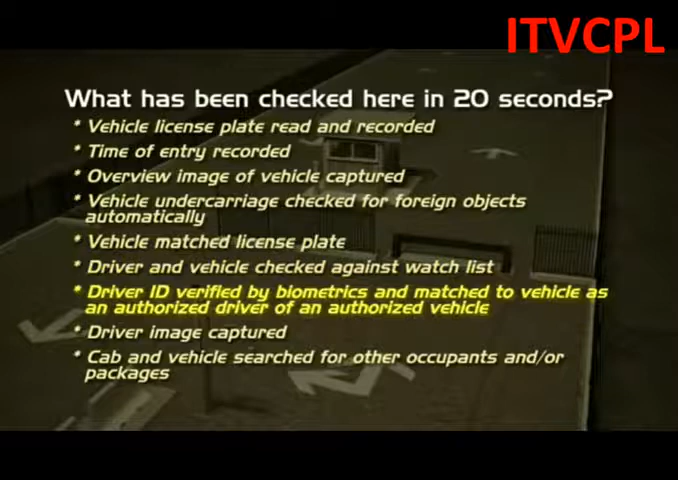 ITVCPL
What has been checked here in 20 seconds?
* Vehicle license plate read and recorded
* Time of entry recorded
* Overview image of vehicle captured
* Vehicle undercarriage checked for foreign objects
automatically
* Vehicle matched license plate
* Driver and vehicle checked against watch list
* Driver ID verified by biometrics and matched to vehicle as
an authorized driver of an authorized vehicle
* Driver image captured
* Cab and vehicle searched for other occupants and/or
packages